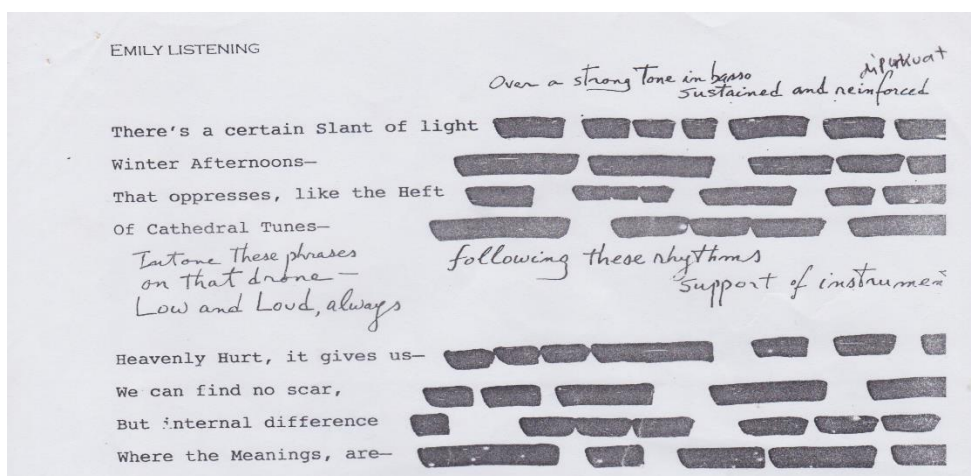 EMILY LISTENING
Over a strong tone in basso
sustained and reinforced
There's a certain Slant of light
Winter Afternoons—
That oppresses, like the Heft
Of Cathedral Tunes—
Intone These phrases
on that drone—
Low and Loud, always
following these rhythms
support of instrumen
Heavenly Hurt, it gives us—
We can find no scar,
But internal difference
Where the Meanings, are—